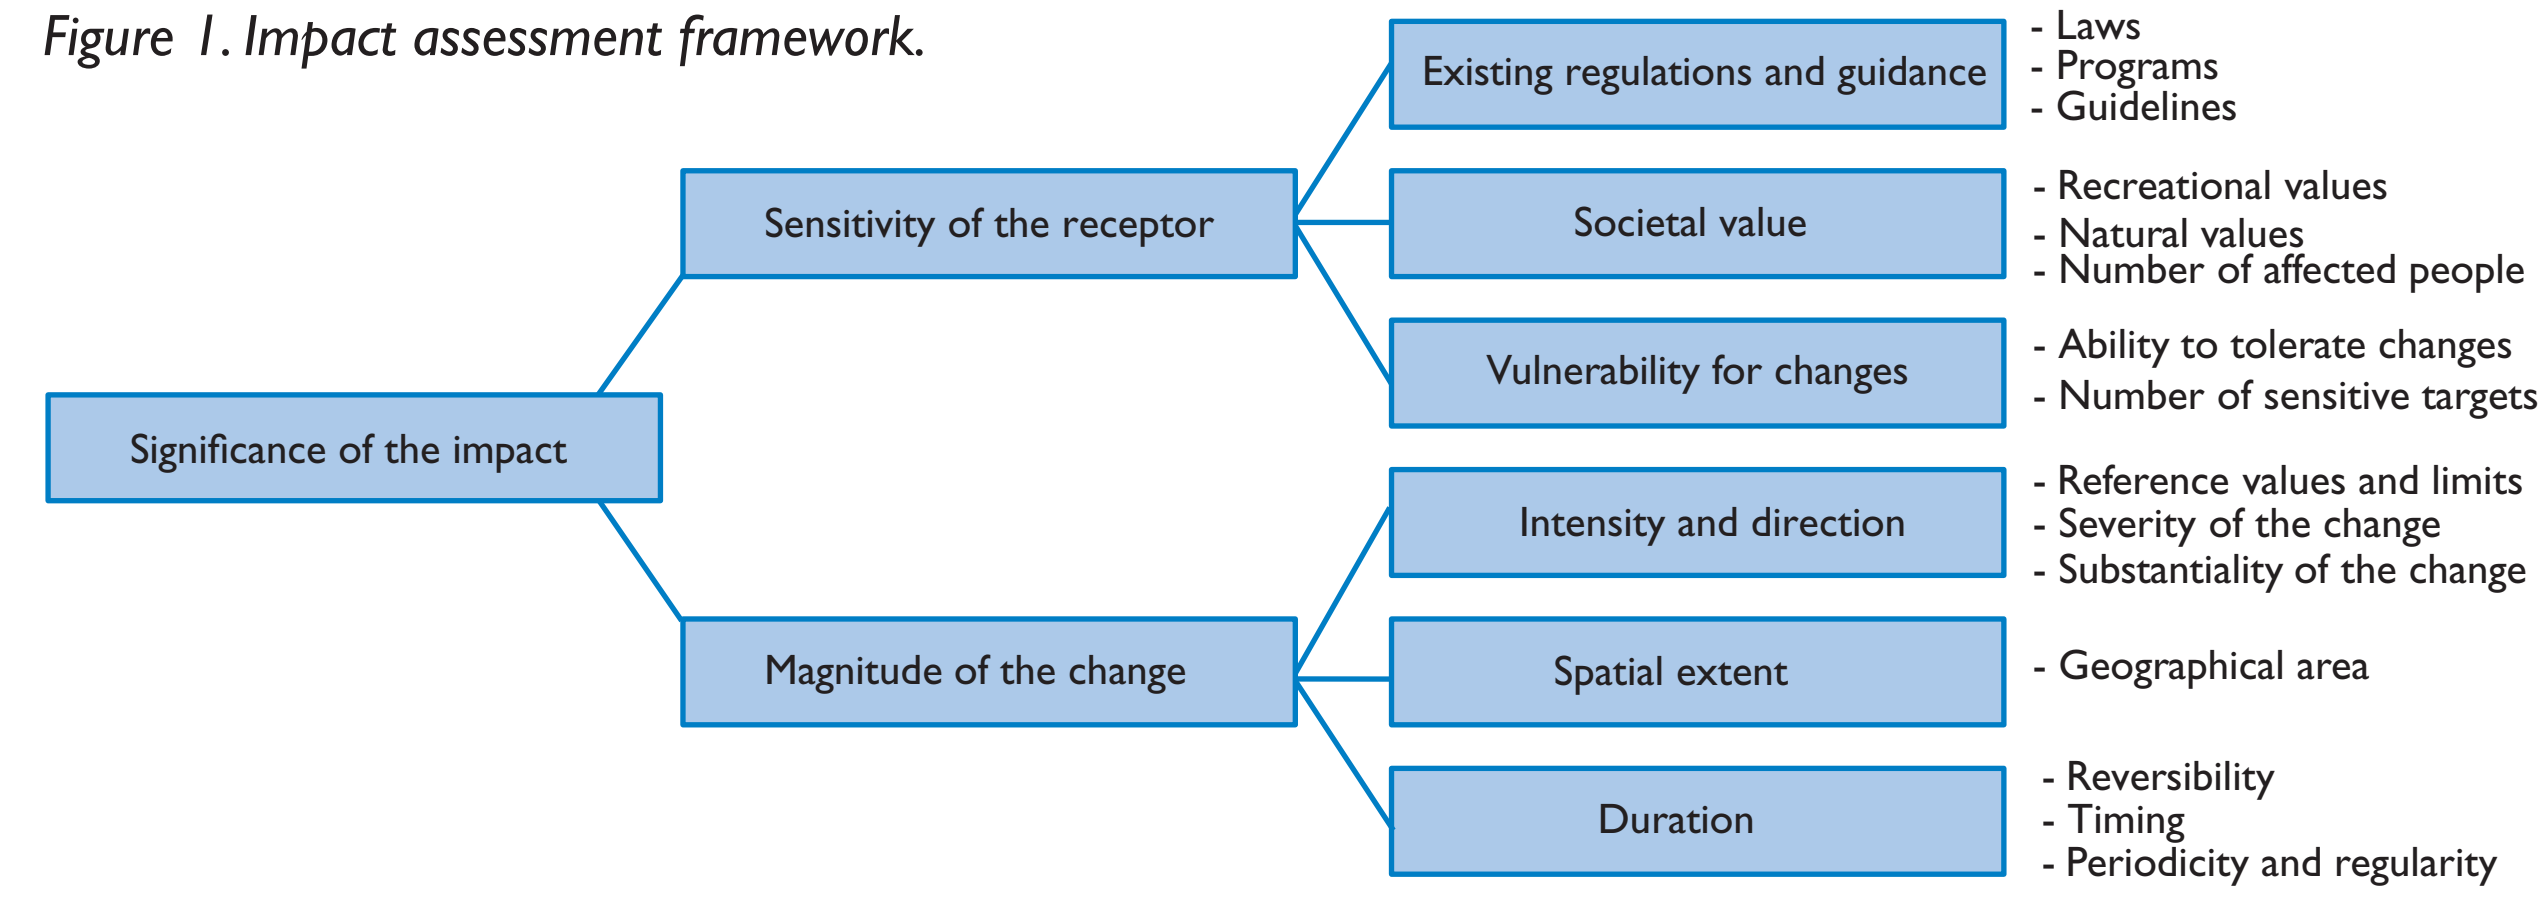 Figure 1. Impact assessment framework.
Existing regulations and guidance
- Laws
- Programs
- Guidelines
Sensitivity of the receptor
Societal value
- Recreational values
- Natural values
- Number of affected people
Vulnerability for changes
- Ability to tolerate changes
- Number of sensitive targets
Significance of the impact
Intensity and direction
- Reference values and limits
- Severity of the change
- Substantiality of the change
Magnitude of the change
Spatial extent
- Geographical area
Duration
- Reversibility
- Timing
- Periodicity and regularity